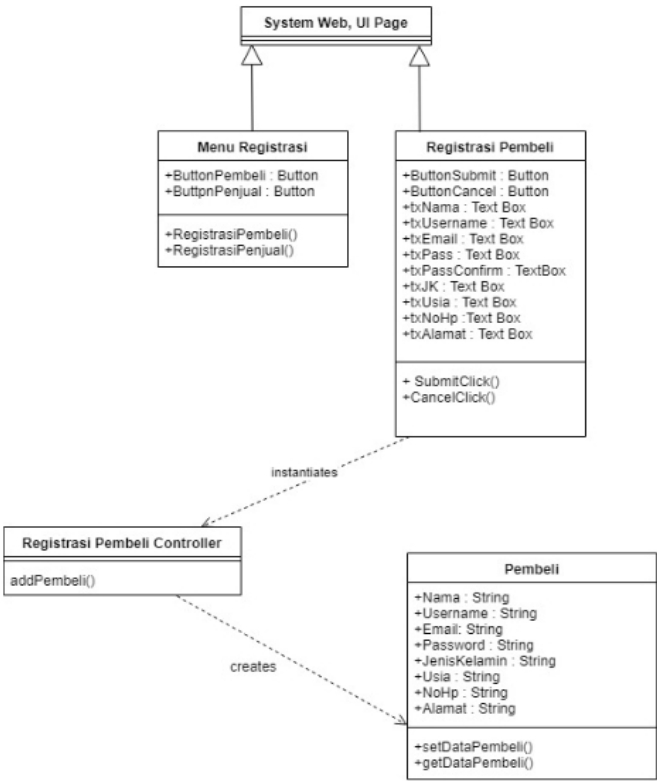 System Web, UI Page
Menu Registrasi
+ButtonPembeli : Button
+ButtpnPenjual : Button
+RegistrasiPembeli()
+RegistrasiPenjual()
Registrasi Pembeli
+ButtonSubmit : Button
+ButtonCancel : Button
+txNama : Text Box
+txUsername : Text Box
+txEmail : Text Box
+txPass : Text Box
+txPassConfirm : TextBox
+txJK : Text Box
+txUsia : Text Box
+txNoHp :Text Box
+txAlamat : Text Box
+ SubmitClick()
+CancelClick()
instantiates
Registrasi Pembeli Controller
addPembeli()
creates
Pembeli
+Nama : String
+Username : String
+Email: String
+Password : String
+JenisKelamin : String
+Usia : String
+NoHp : String
+Alamat : String
+setDataPembeli()
+getDataPembeli()